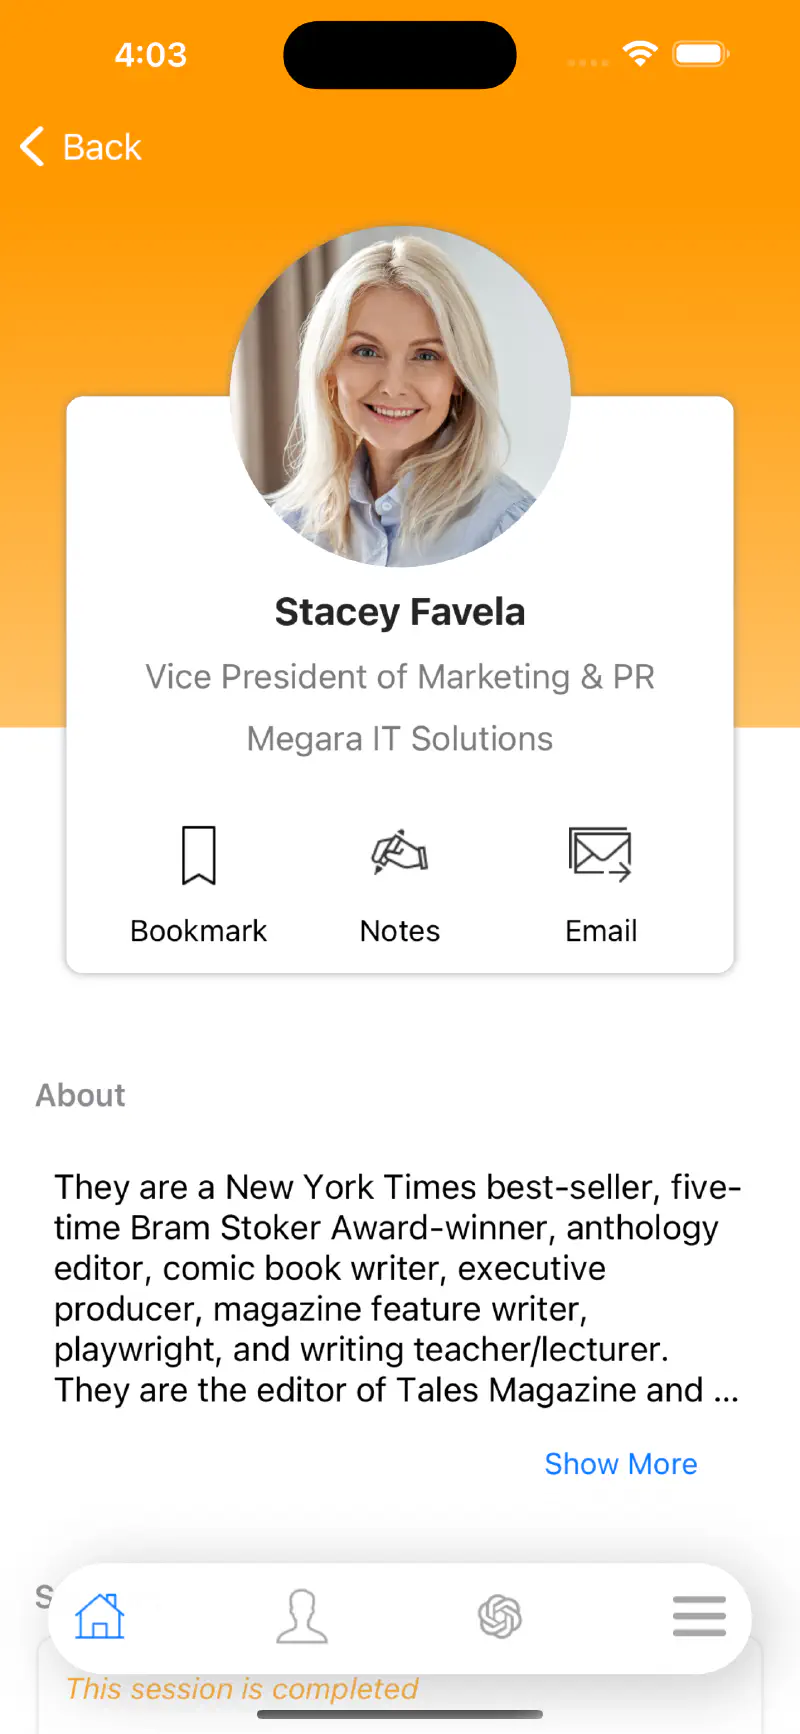 4:03
Back
Stacey Favela
Vice President of Marketing & PR
Megara IT Solutions
Bookmark
Notes
Email
About
They are a New York Times best-seller, five-
time Bram Stoker Award-winner, anthology
editor, comic book writer, executive
producer, magazine feature writer,
playwright, and writing teacher/lecturer.
They are the editor of Tales Magazine and ...
Show More
This session is completed